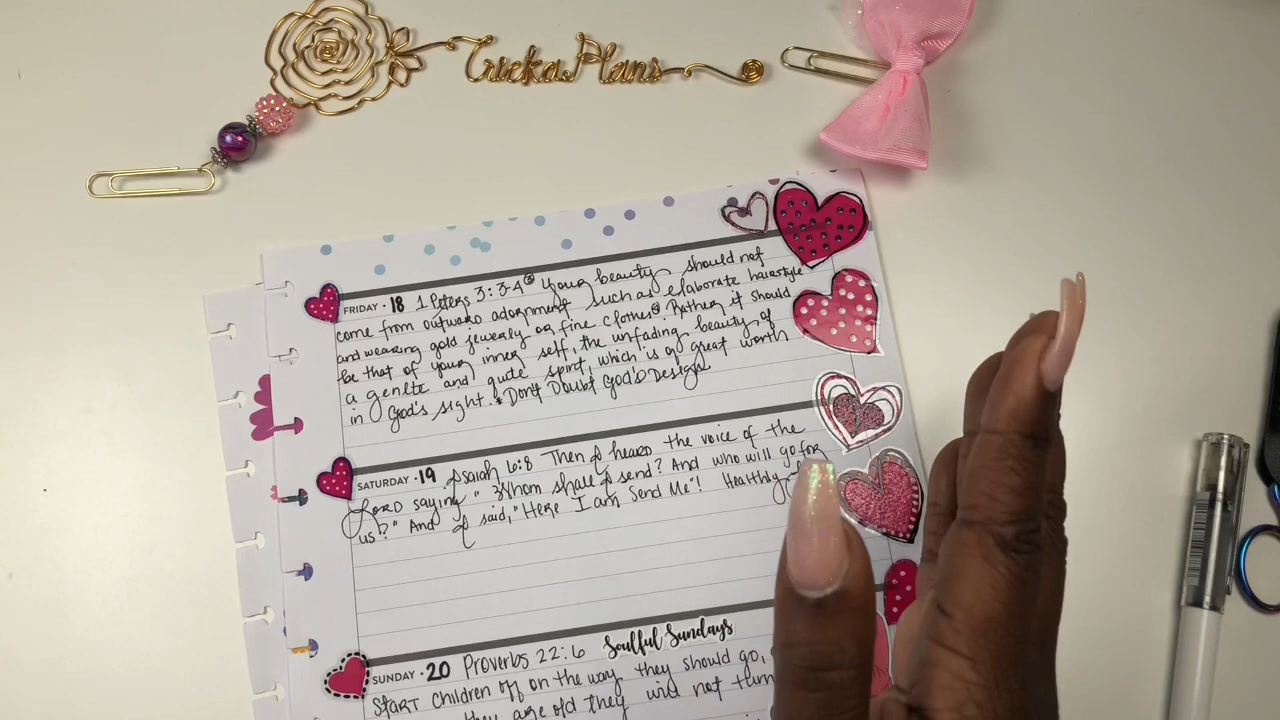 TrickaPlans
FRIDAY • 18 1 Peters 3:3-4 Your beauty should not
come from outward adornment such as elaborate hairstyle
and wearing gold jewerly or fine clothes Rather it should
be that of your inner self, the unfading beauty of
a genlte and quite spirit, which is of great worth
in God's sight. *Don't Doubt God's Design
SATURDAY • 19 Isaiah 6:8 Then I heard the voice of the
LORD saying " Whom shall I send? And who will go for
us?" And I said, "Here I am Send Me"! Healthly
Soulful Sundays
SUNDAY • 20 Proverbs 22:6
START children off on the way they should go,
they are old they will not turn